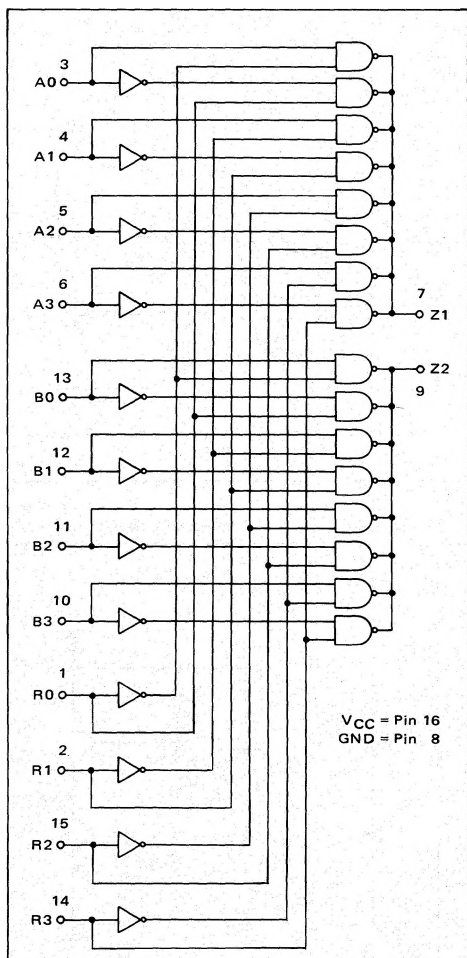 3
A0
4
A1
5
A2
6
A3
7
Z1
Z2
9
13
B0
12
B1
11
B2
10
B3
1
R0
VCC = Pin 16
GND = Pin 8
2
R1
15
R2
14
R3